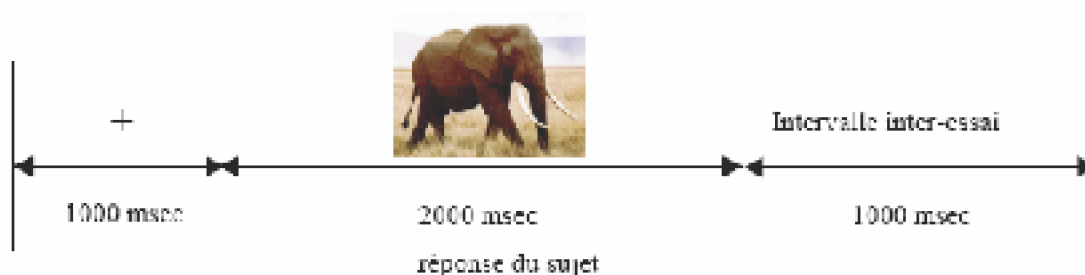 +
Intervalle inter-essai
1000 msec
2000 msec
1000 msec
réponse du sujet